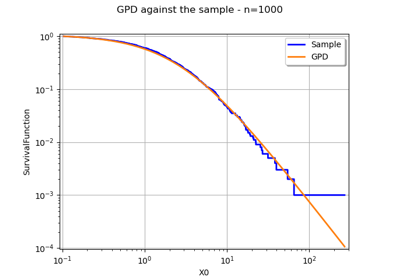 GPD against the sample - n=1000
Sample
GPD
SurvivalFunction
10⁰
10⁻¹
10⁻²
10⁻³
10⁻⁴
10⁻¹
10⁰
10¹
10²
X0